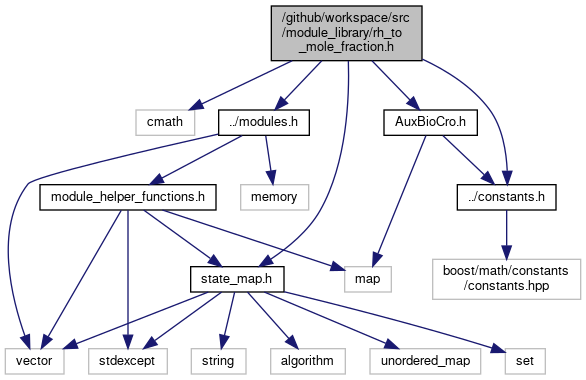 /github/workspace/src
/module_library/rh_to
_mole_fraction.h
cmath
../modules.h
AuxBioCro.h
module_helper_functions.h
memory
../constants.h
state_map.h
map
boost/math/constants
/constants.hpp
vector
stdexcept
string
algorithm
unordered_map
set